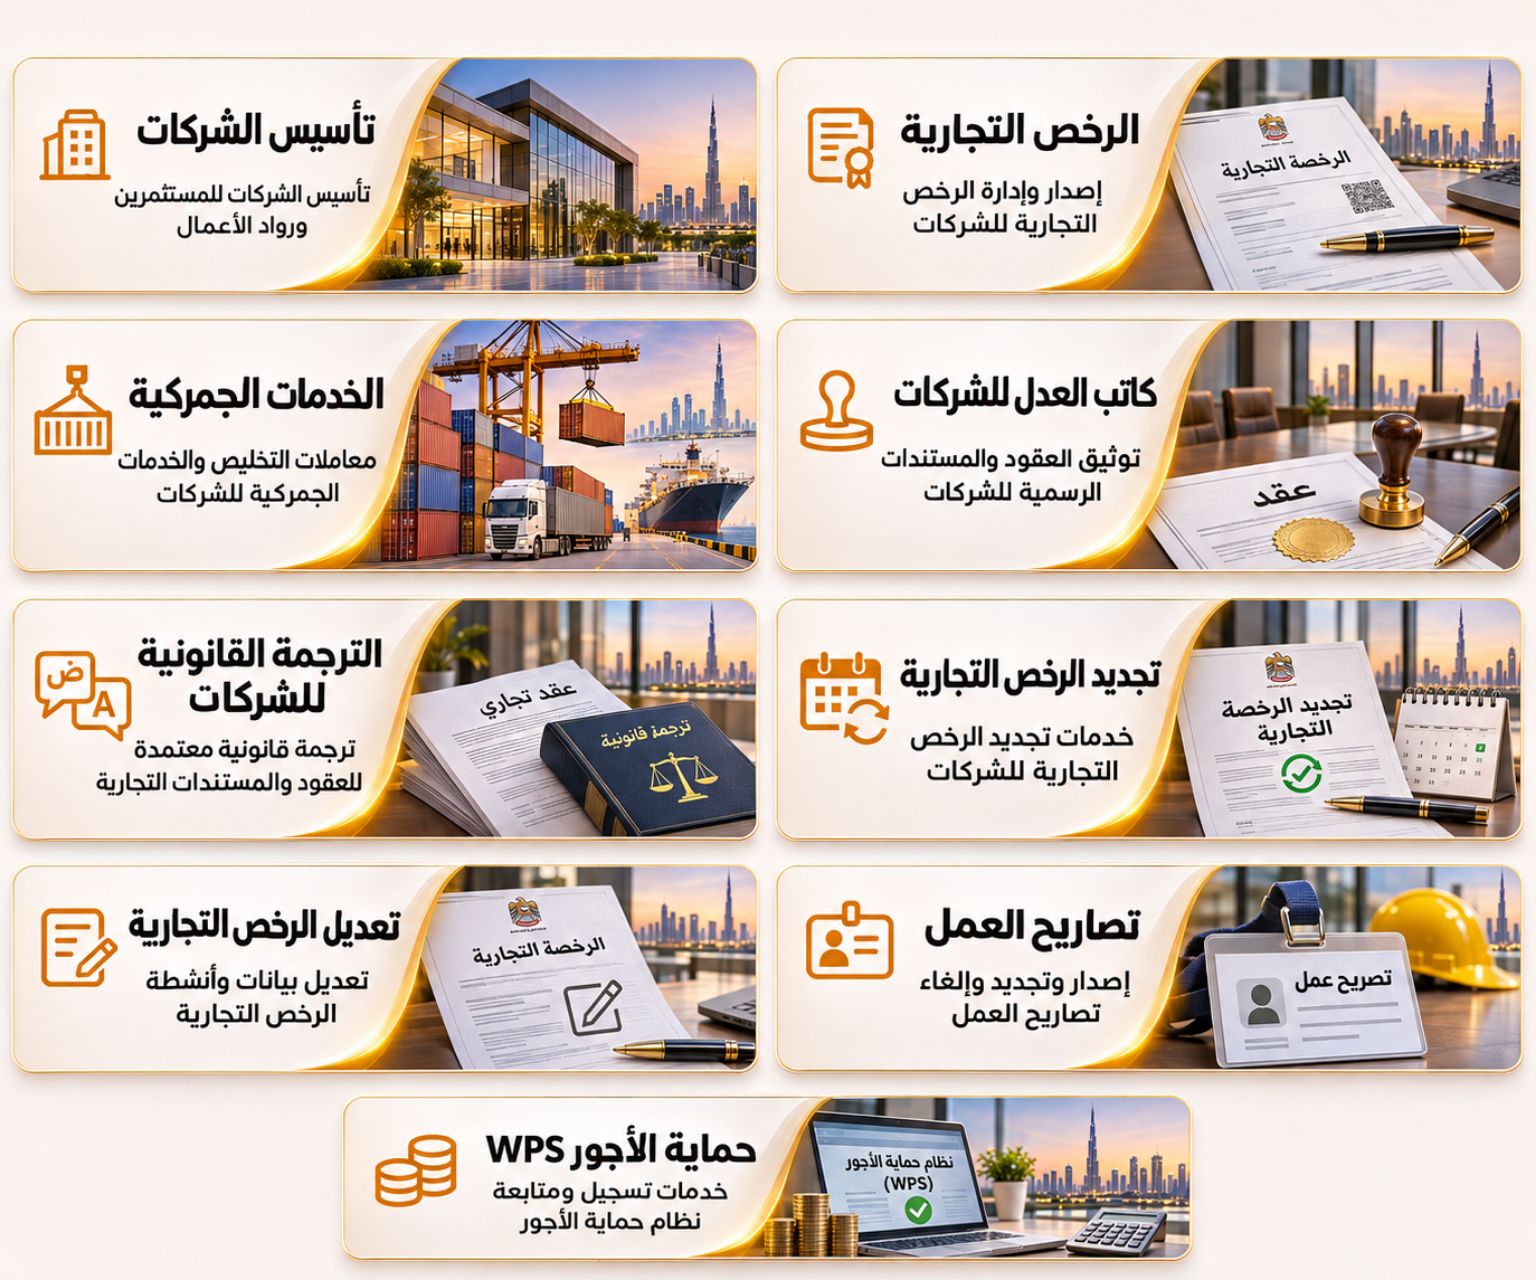 الرخص التجارية
إصدار وإدارة الرخص
التجارية للشركات
الرخصة التجارية
تأسيس الشركات
تأسيس الشركات للمستثمرين
ورواد الأعمال
كاتب العدل للشركات
توثيق العقود والمستندات
الرسمية للشركات
عقد
الخدمات الجمركية
معاملات التخليص والخدمات
الجمركية للشركات
تجديد الرخص التجارية
خدمات تجديد الرخص
التجارية للشركات
تجديد الرخصة
التجارية
الترجمة القانونية
للشركات
ترجمة قانونية معتمدة
للعقود والمستندات التجارية
ض
A
عقد تجاري
ترجمة قانونية
تصاريح العمل
إصدار وتجديد وإلغاء
تصاريح العمل
تصريح عمل
تعديل الرخص التجارية
تعديل بيانات وأنشطة
الرخص التجارية
الرخصة التجارية
حماية الأجور WPS
خدمات تسجيل ومتابعة
نظام حماية الأجور
نظام حماية الأجور
(WPS)